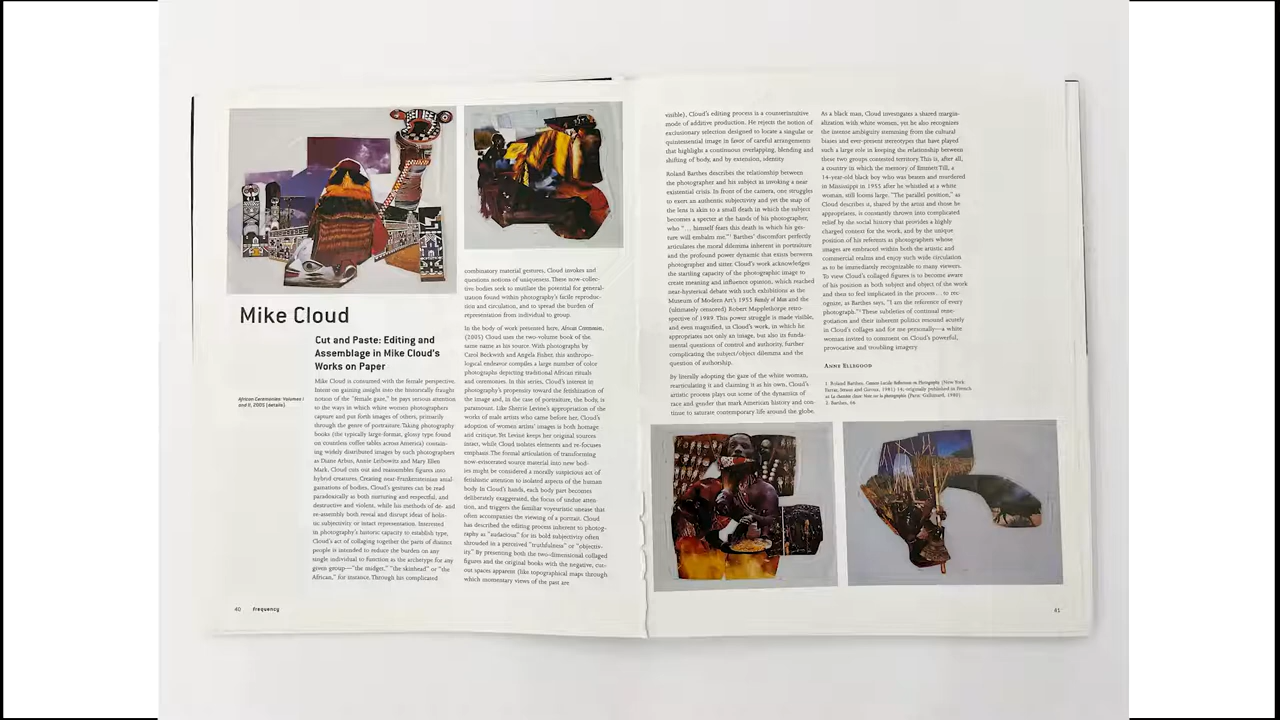 Mike Cloud
Cut and Paste: Editing and
Assemblage in Mike Cloud's
Works on Paper
African Ceremonies: Volumes I
and II, 2005 (details).
Mike Cloud is consumed with the female perspective.
Intent on gaining insight into the historically fraught
notion of the "female gaze," he pays serious attention
to the ways in which white women photographers
capture and put forth images of others, primarily
through the genre of portraiture. Taking photography
books (the typically large-format, glossy type found
on countless coffee tables across America) contain-
ing widely distributed images by such photographers
as Diane Arbus, Annie Leibowitz and Mary Ellen
Mark, Cloud cuts out and reassembles figures into
hybrid creatures. Creating near-Frankensteinian amal-
gamations of bodies, Cloud's gestures can be read
paradoxically as both nurturing and respectful, and
destructive and violent, while his methods of de- and
re-assembly both reveal and disrupt ideas of holis-
tic subjectivity or intact representation. Interested
in photography's historic capacity to establish type,
Cloud's act of collaging together the parts of distinct
people is intended to reduce the burden on any
single individual to function as the archetype for any
given group—"the midget," "the skinhead" or "the
African," for instance. Through his complicated
combinatory material gestures, Cloud invokes and
questions notions of uniqueness. These now-collec-
tive bodies seek to mutilate the potential for general-
ization found within photography's facile reproduc-
tion and circulation, and to spread the burden of
representation from individual to group.
In the body of work presented here, African Ceremonies,
(2005) Cloud uses the two-volume book of the
same name as his source. With photographs by
Carol Beckwith and Angela Fisher, this anthropo-
logical endeavor compiles a large number of color
photographs depicting traditional African rituals
and ceremonies. In this series, Cloud's interest in
photography's propensity toward the fetishization of
the image and, in the case of portraiture, the body, is
paramount. Like Sherrie Levine's appropriation of the
works of male artists who came before her, Cloud's
adoption of women artists' images is both homage
and critique. Yet Levine kept her original sources
intact, while Cloud isolates elements and re-focuses
emphasis. The formal articulation of transforming
now-eviscerated source material into new bod-
ies might be considered a morally suspicious act of
fetishistic attention to isolated aspects of the human
body. In Cloud's hands, each body part becomes
deliberately exaggerated, the focus of undue atten-
tion, and triggers the familiar voyeuristic unease that
often accompanies the viewing of a portrait. Cloud
has described the editing process inherent to photog-
raphy as "audacious" for its bold subjectivity often
shrouded in a perceived "truthfulness" or "objectiv-
ity." By presenting both the two-dimensional collaged
figures and the original books with the negative, cut-
out spaces apparent (like topographical maps through
which momentary views of the past are
40 frequency
visible), Cloud's editing process is a counterintuitive
mode of additive production. He rejects the notion of
exclusionary selection designed to locate a singular or
quintessential image in favor of careful arrangements
that highlight a continuous overlapping, blending and
shifting of body, and by extension, identity.
Roland Barthes describes the relationship between
the photographer and his subject as invoking a near
existential crisis. In front of the camera, one struggles
to exert an authentic subjectivity and yet the snap of
the lens is akin to a small death in which the subject
becomes a specter at the hands of his photographer,
who "… himself fears this death in which his ges-
ture will embalm me."¹ Barthes' discomfort perfectly
articulates the moral dilemma inherent in portraiture
and the profound power dynamic that exists between
photographer and sitter. Cloud's work acknowledges
the startling capacity of the photographic image to
create meaning and influence opinion, which reached
near-hysterical debate with such exhibitions as the
Museum of Modern Art's 1955 Family of Man and the
(ultimately censored) Robert Mapplethorpe retro-
spective of 1989. This power struggle is made visible,
and even magnified, in Cloud's work, in which he
appropriates not only an image, but also its funda-
mental questions of control and authority, further
complicating the subject/object dilemma and the
question of authorship.
By literally adopting the gaze of the white woman,
rearticulating it and claiming it as his own, Cloud's
artistic process plays out some of the dynamics of
race and gender that mark American history and con-
tinue to saturate contemporary life around the globe.
As a black man, Cloud investigates a shared margin-
alization with white women, yet he also recognizes
the intense ambiguity stemming from the cultural
biases and ever-present stereotypes that have played
such a large role in keeping the relationship between
these two groups contested territory. This is, after all,
a country in which the memory of Emmett Till, a
14-year-old black boy who was beaten and murdered
in Mississippi in 1955 after he whistled at a white
woman, still looms large. "The parallel position," as
Cloud describes it, shared by the artist and those he
appropriates, is constantly thrown into complicated
relief by the social history that provides a highly
charged context for the work, and by the unique
position of his referents as photographers whose
images are embraced within both the artistic and
commercial realms and enjoy such wide circulation
as to be immediately recognizable to many viewers.
To view Cloud's collaged figures is to become aware
of his position as both subject and object of the work
and then to feel implicated in the process… to rec-
ognize, as Barthes says, "I am the reference of every
photograph."² These subtleties of continual rene-
gotiation and their inherent politics resound acutely
in Cloud's collages and for me personally—a white
woman invited to comment on Cloud's powerful,
provocative and troubling imagery.
Anne Ellegood
1. Roland Barthes, Camera Lucida: Reflections on Photography (New York:
Farrar, Straus and Giroux, 1981) 14; originally published in French
as La chambre claire: Note sur la photographie (Paris: Gallimard, 1980).
2. Barthes, 84.
41